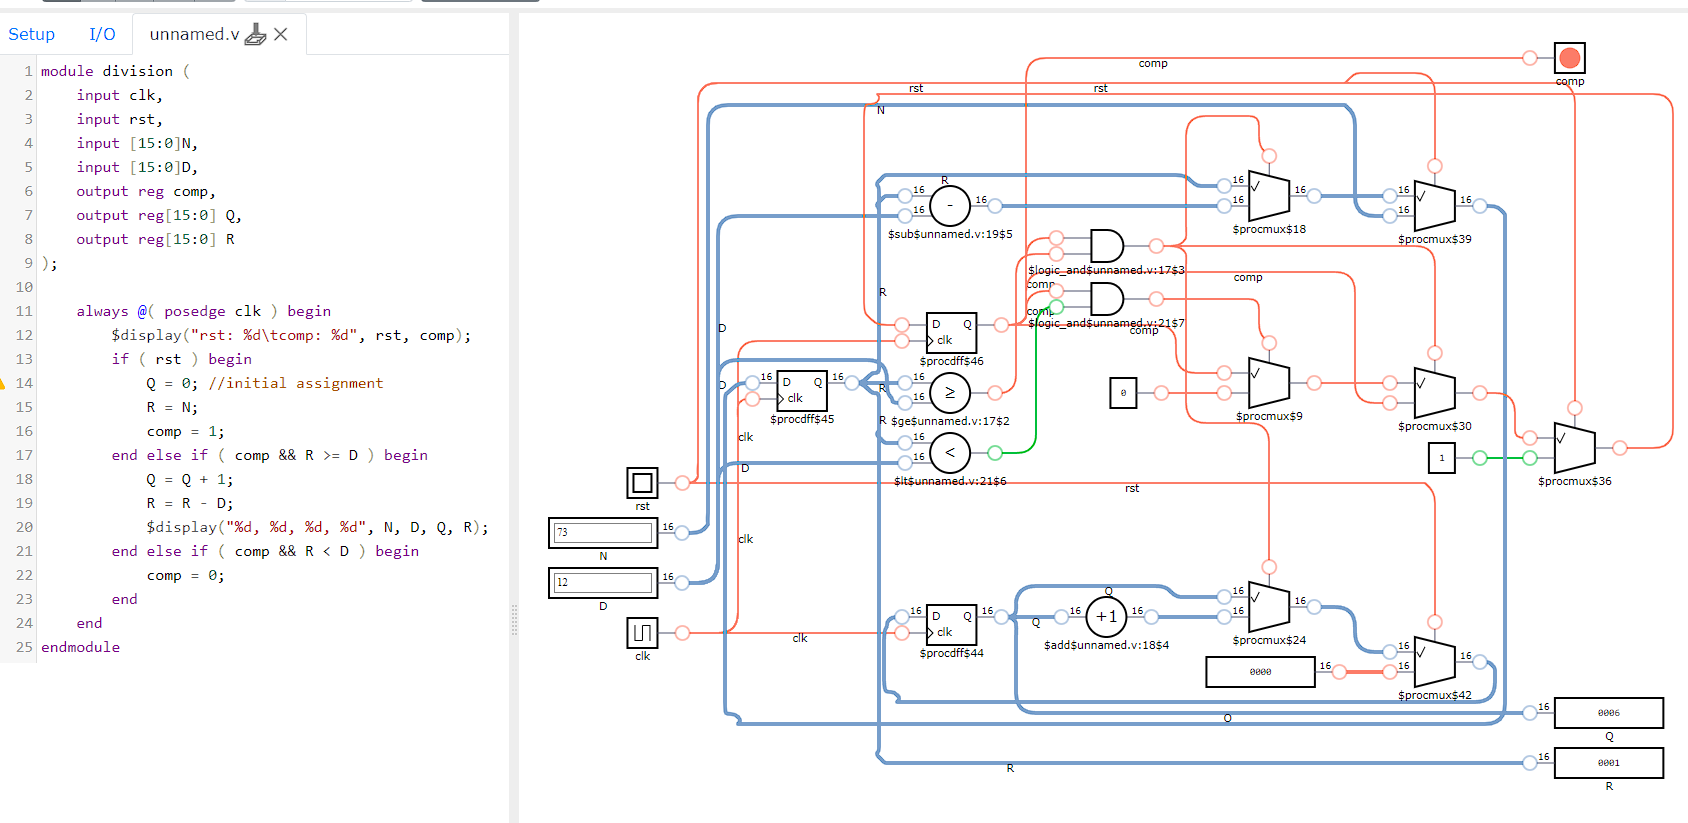 Setup I/O unnamed.v
1 module division (
2 input clk,
3 input rst,
4 input [15:0]N,
5 input [15:0]D,
6 output reg comp,
7 output reg[15:0] Q,
8 output reg[15:0] R
9 );
10
11 always @( posedge clk ) begin
12 $display("rst: %d\tcomp: %d", rst, comp);
13 if ( rst ) begin
14 Q = 0; //initial assignment
15 R = N;
16 comp = 1;
17 end else if ( comp && R >= D ) begin
18 Q = Q + 1;
19 R = R - D;
20 $display("%d, %d, %d, %d", N, D, Q, R);
21 end else if ( comp && R < D ) begin
22 comp = 0;
23 end
24 end
25 endmodule
comp
comp
rst rst
N
R
16 16 16
- 16
16 16
16 16
16 16
$sub$unnamed.v:19$5
$procmux$18
$procmux$39
$logic_and$unnamed.v:17$3
comp
comp
R
comp
$logic_and$unnamed.v:21$7
comp
D
D Q
clk
$procdff$46
16 D Q 16
clk
$procdff$45
D
R
16
16
≥
R $ge$unnamed.v:17$2
0
$procmux$9
$procmux$30
clk
16
16
<
D
$lt$unnamed.v:21$6
1
$procmux$36
rst
rst
73 16
N
clk
12 16
D
clk
clk
16 D Q 16
clk
$procdff$44
Q
Q
16 +1 16
$add$unnamed.v:18$4
16
16
16
$procmux$24
0000 16
16
16
16
$procmux$42
Q
16 0006
Q
R
16 0001
R